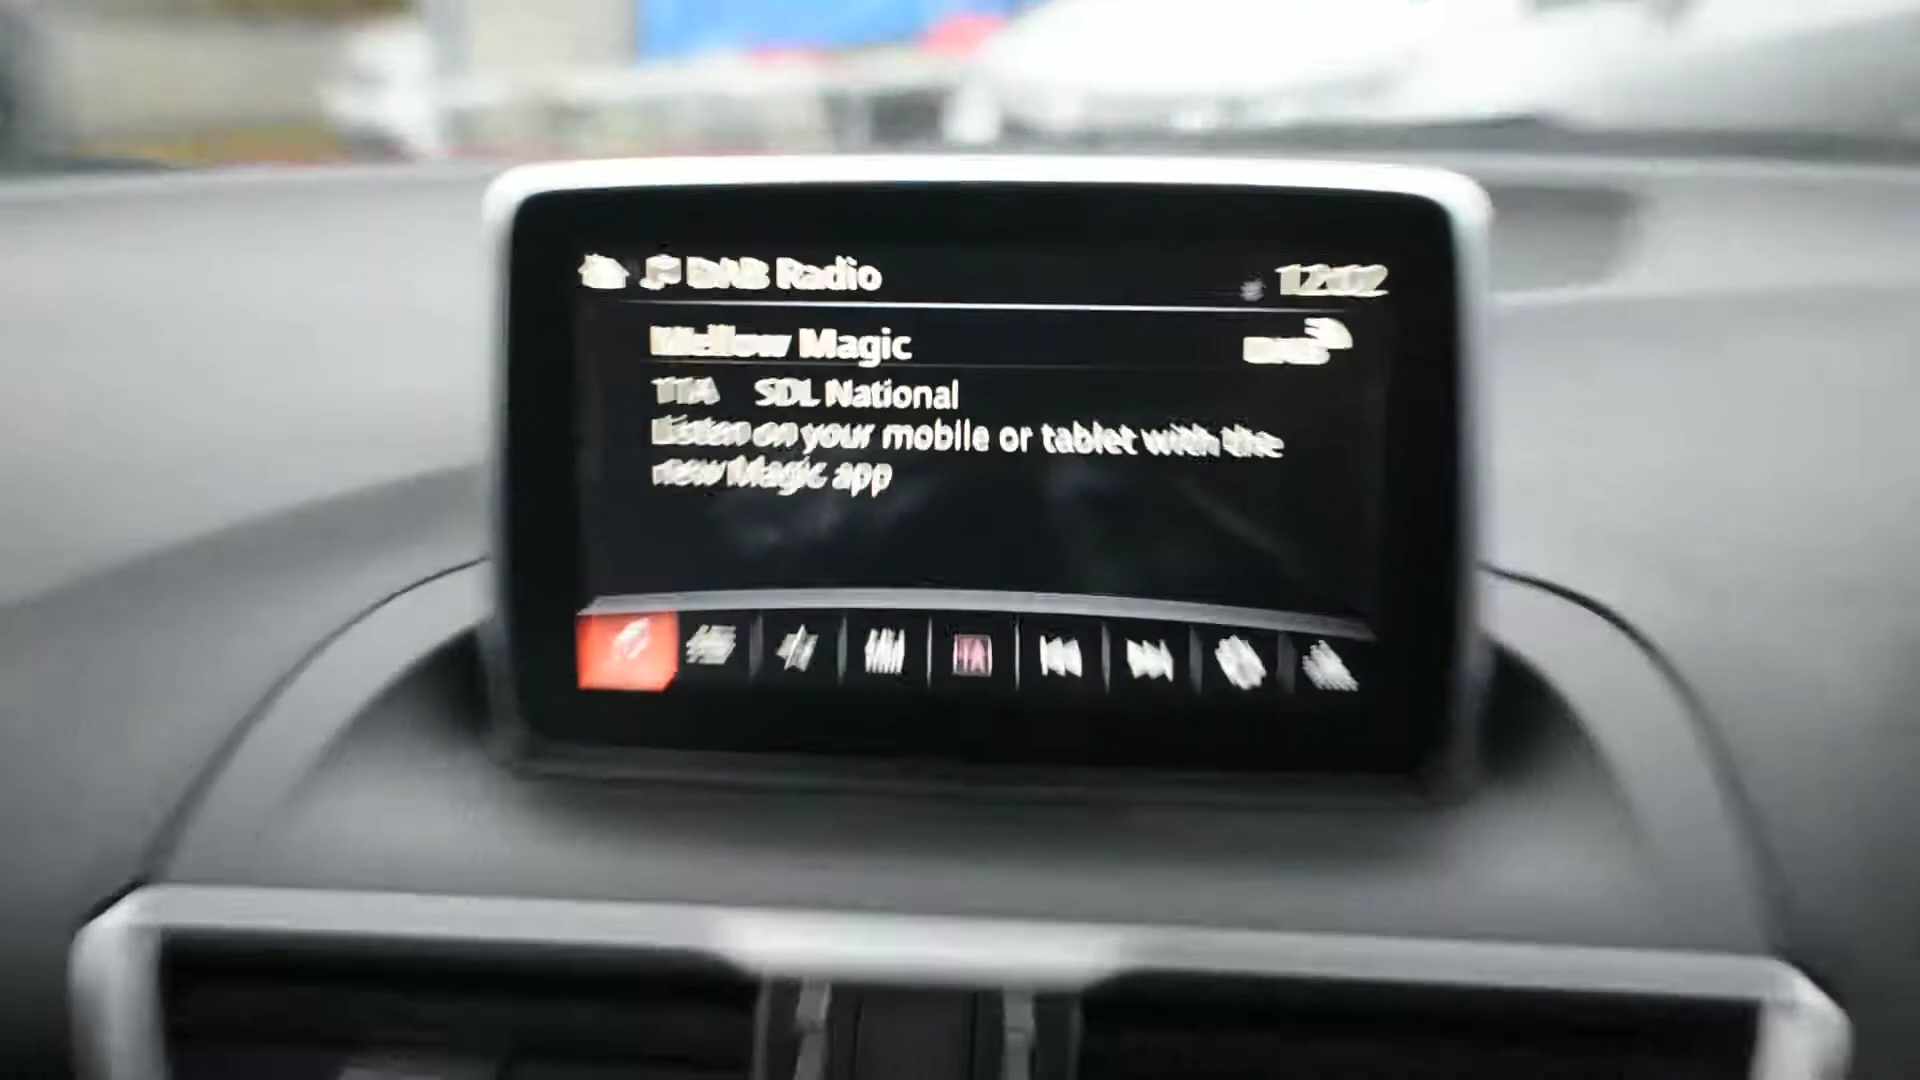 DAB Radio 12:02
Mellow Magic DAB
11A SDL National
Listen on your mobile or tablet with the
new Magic app
TA